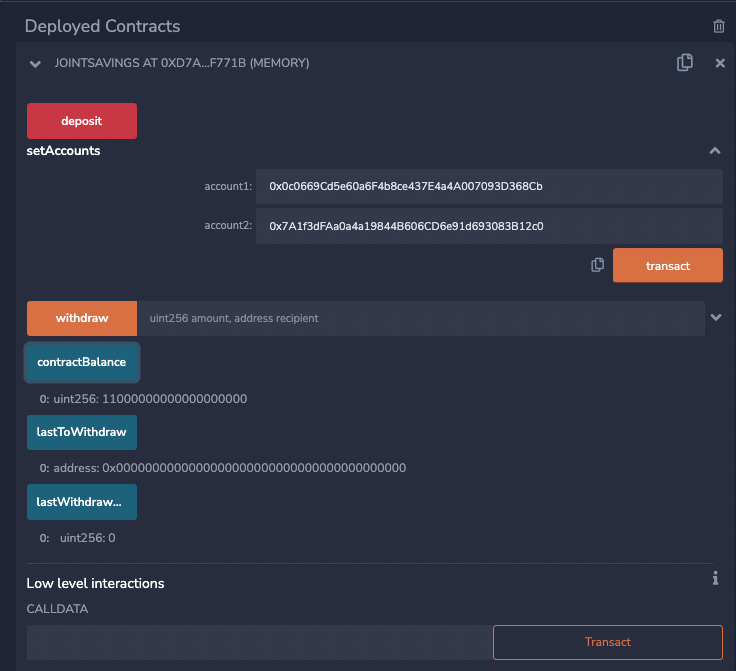 Deployed Contracts
JOINTSAVINGS AT 0XD7A...F771B (MEMORY)
deposit
setAccounts
account1: 0x0c0669Cd5e60a6F4b8ce437E4a4A007093D368Cb
account2: 0x7A1f3dFAa0a4a19844B606CD6e91d693083B12c0
transact
withdraw uint256 amount, address recipient
contractBalance
0: uint256: 11000000000000000000
lastToWithdraw
0: address: 0x0000000000000000000000000000000000000000
lastWithdraw...
0: uint256: 0
Low level interactions
i
CALLDATA
Transact